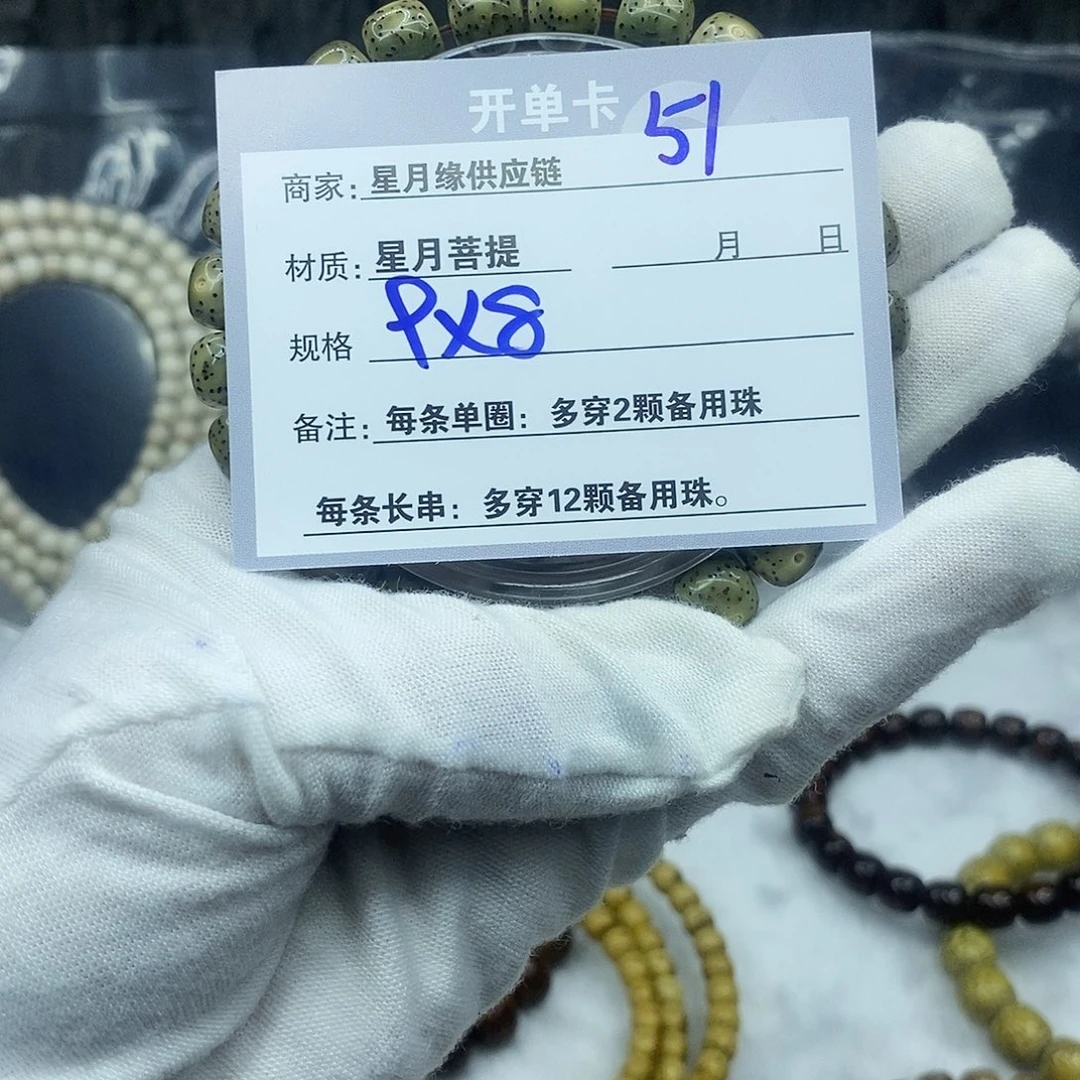 开单卡 51
商家：星月缘供应链
材质：星月菩提 月 日
规格 9X8
备注：每条单圈：多穿2颗备用珠
每条长串：多穿12颗备用珠。